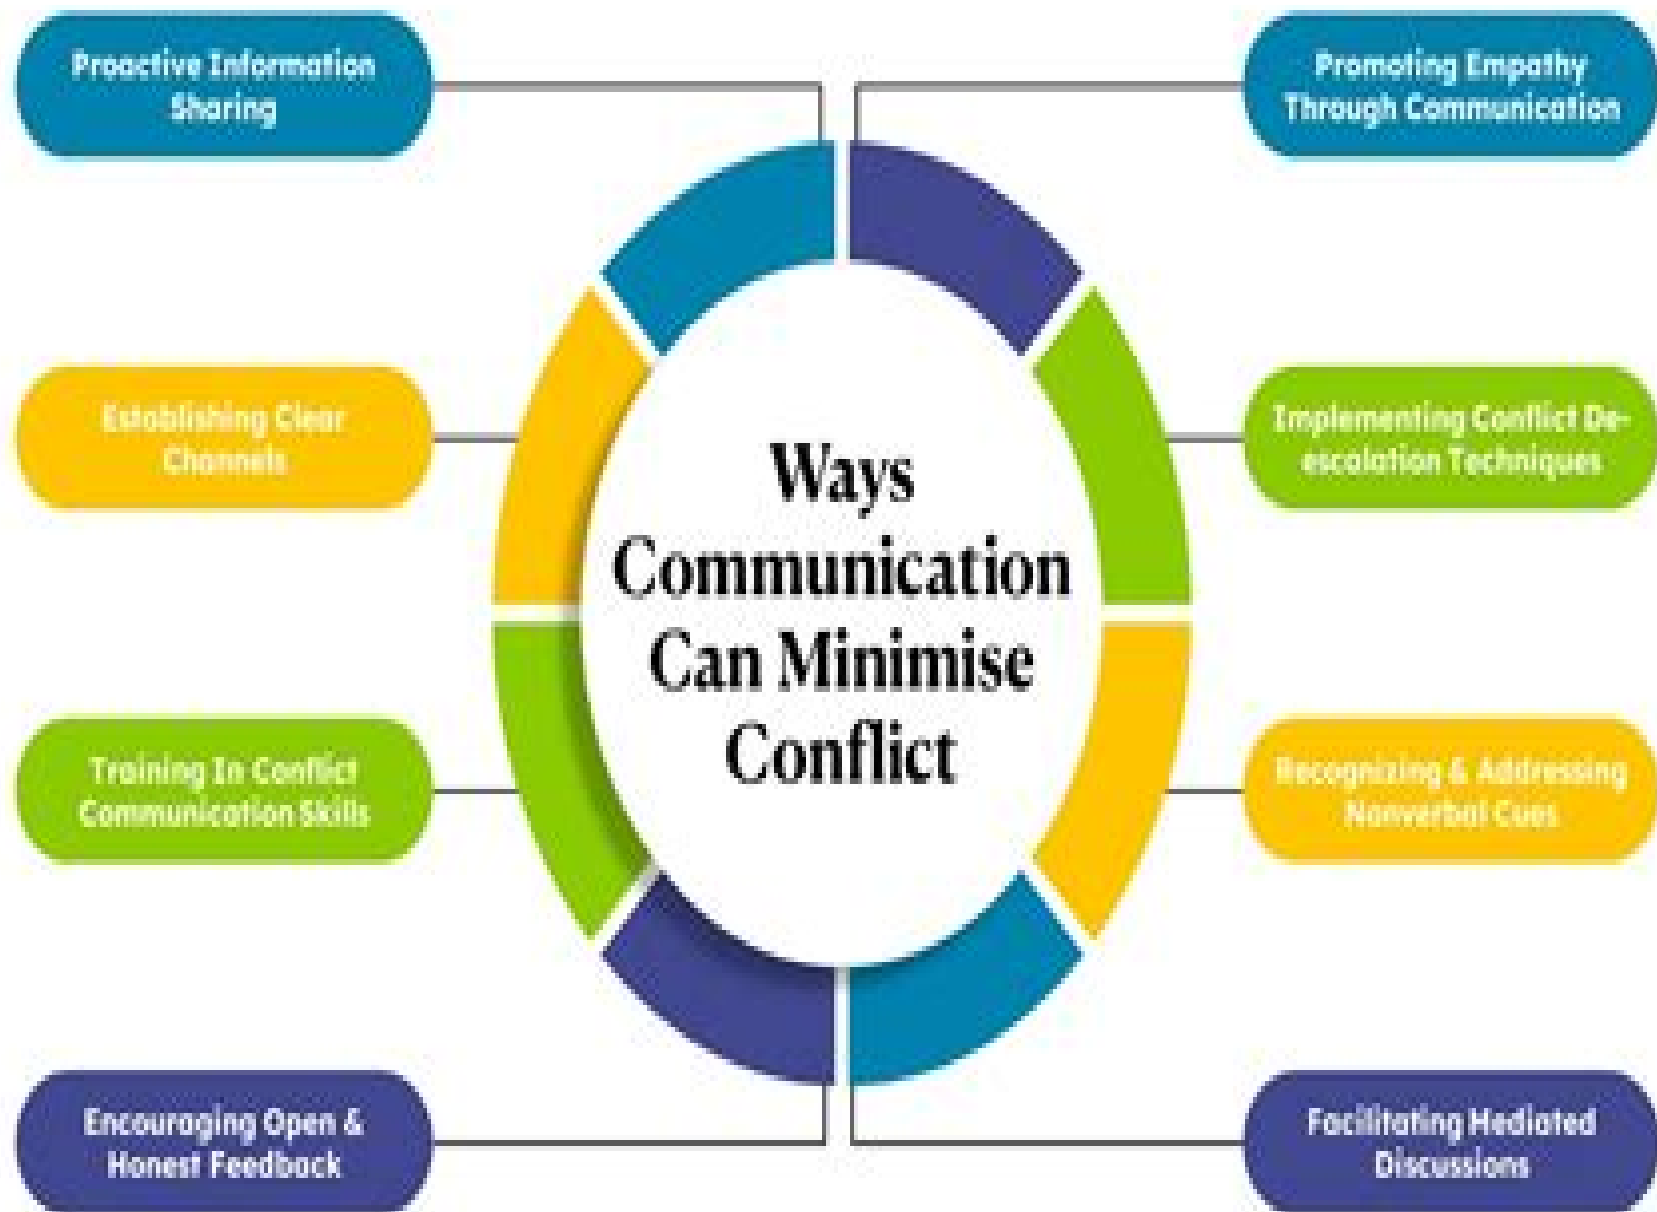 Proactive Information
Sharing
Promoting Empathy
Through Communication
Establishing Clear
Channels
Implementing Conflict De-
escalation Techniques
Ways
Communication
Can Minimise
Conflict
Training In Conflict
Communication Skills
Recognizing & Addressing
Nonverbal Cues
Encouraging Open &
Honest Feedback
Facilitating Mediated
Discussions